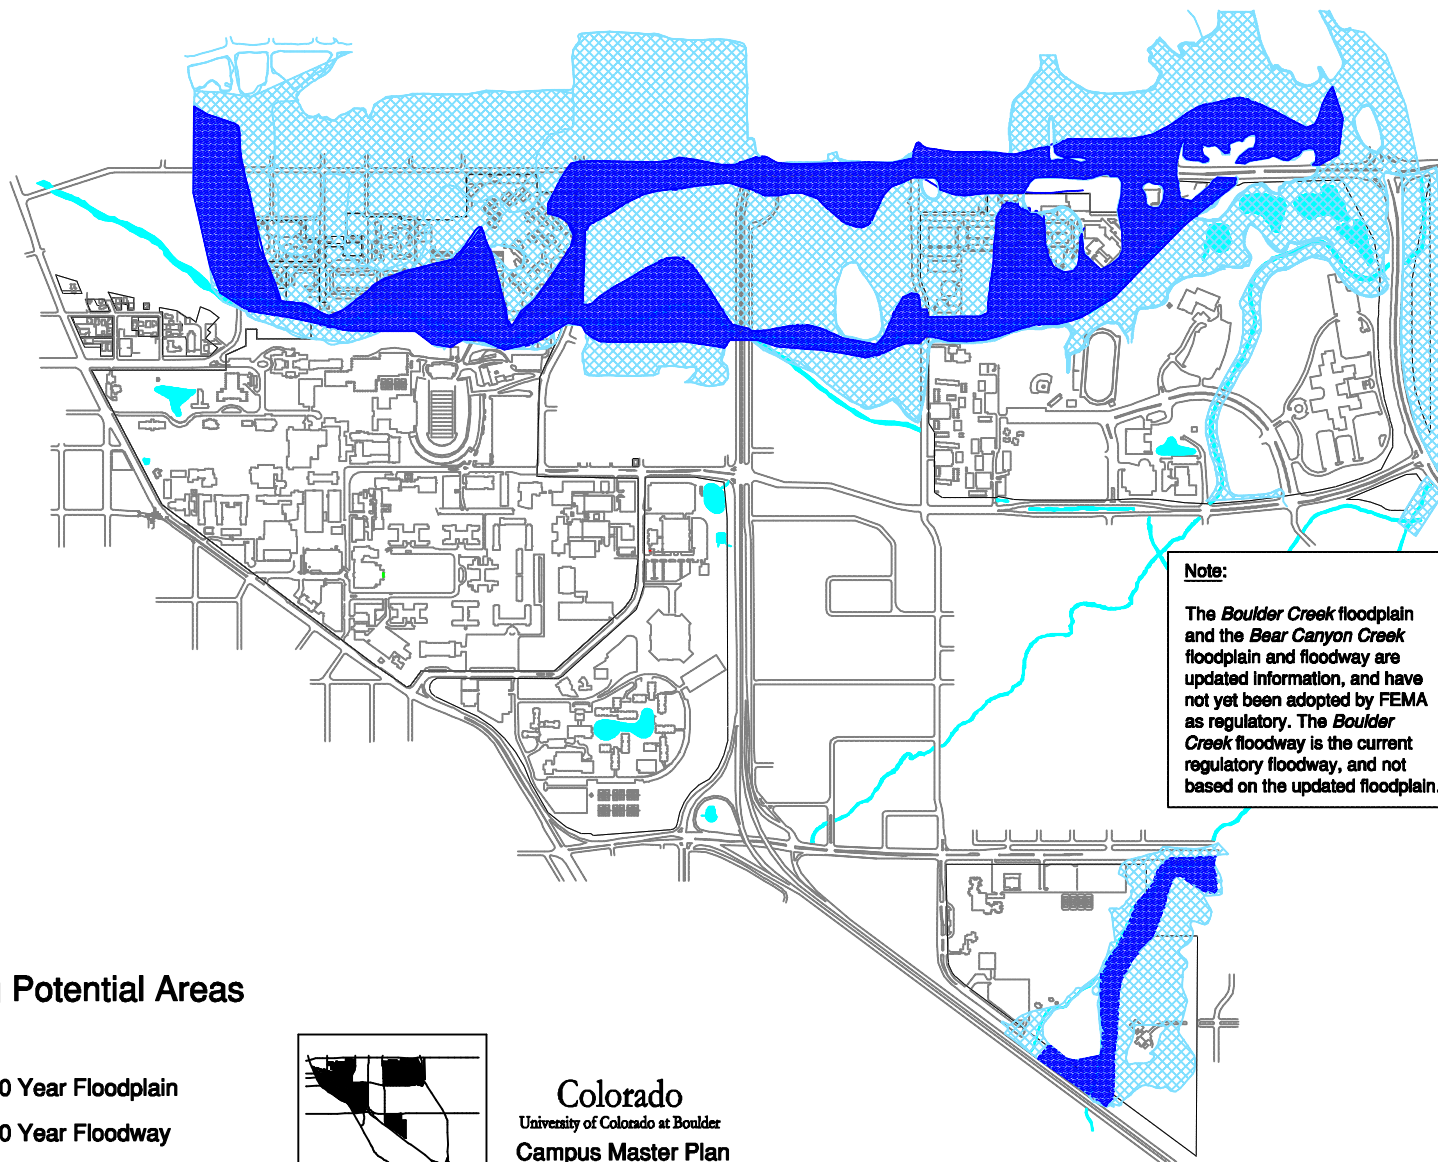 Note:
The Boulder Creek floodplain
and the Bear Canyon Creek
floodplain and floodway are
updated information, and have
not yet been adopted by FEMA
as regulatory. The Boulder
Creek floodway is the current
regulatory floodway, and not
based on the updated floodplain.
Potential Areas
0 Year Floodplain
0 Year Floodway
Colorado
University of Colorado at Boulder
Campus Master Plan